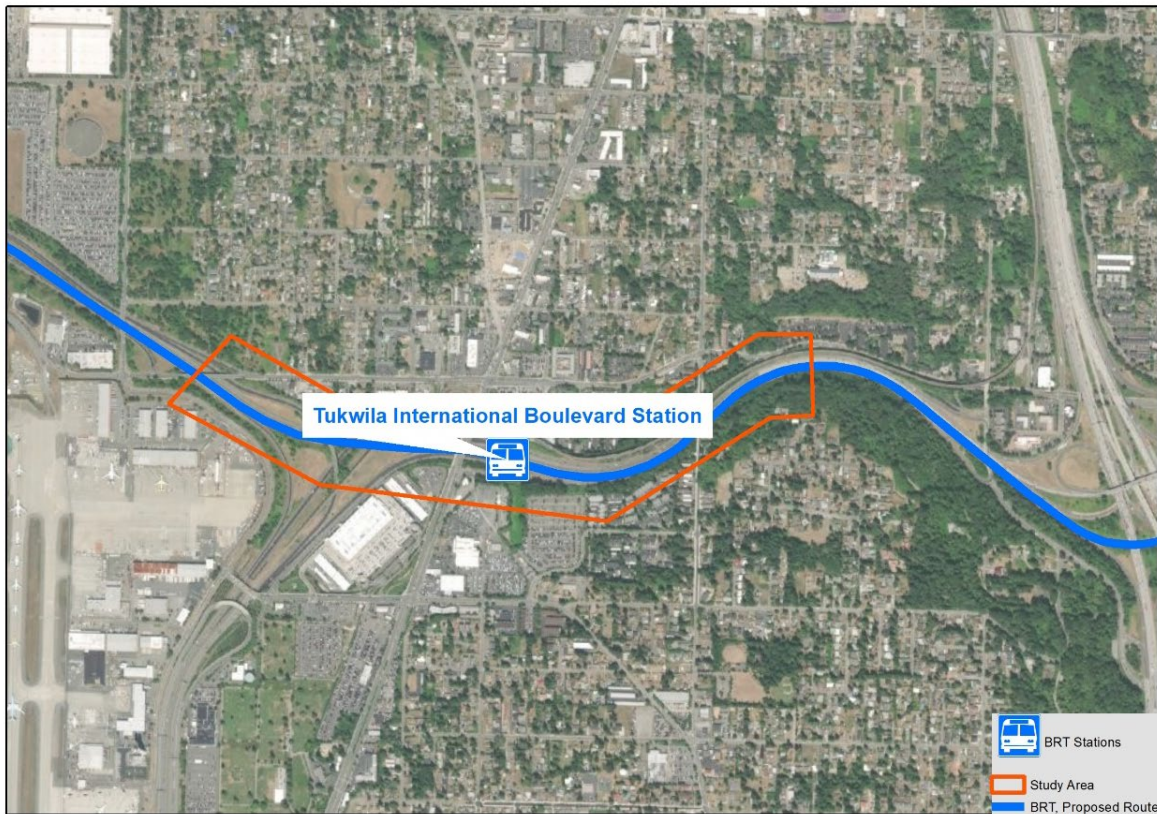 Tukwila International Boulevard Station
BRT Stations
Study Area
BRT, Proposed Route